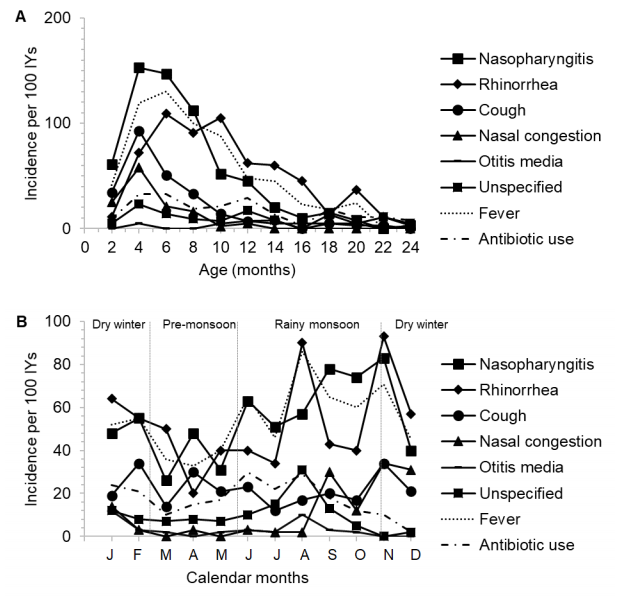 A
200
100
0
Incidence per 100 IYs
0 2 4 6 8 10 12 14 16 18 20 22 24
Age (months)
Nasopharyngitis
Rhinorrhea
Cough
Nasal congestion
Otitis media
Unspecified
Fever
Antibiotic use
B
100
80
60
40
20
0
Incidence per 100 IYs
Dry winter Pre-monsoon Rainy monsoon Dry winter
J F M A M J J A S O N D
Calendar months
Nasopharyngitis
Rhinorrhea
Cough
Nasal congestion
Otitis media
Unspecified
Fever
Antibiotic use